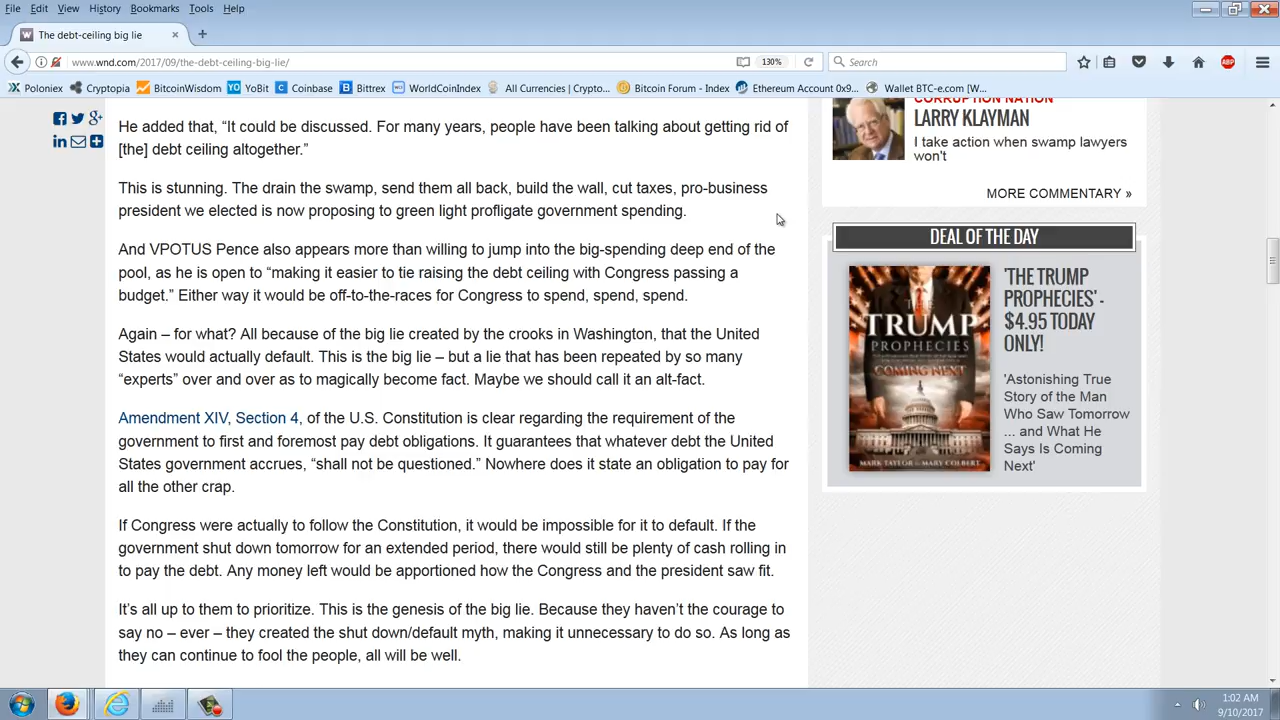 File Edit View History Bookmarks Tools Help
The debt-ceiling big lie
www.wnd.com/2017/09/the-debt-ceiling-big-lie/
130%
Search
ABP
Poloniex Cryptopia BitcoinWisdom YoBit Coinbase Bittrex WorldCoinIndex All Currencies | Crypto... Bitcoin Forum - Index Ethereum Account 0x9... Wallet BTC-e.com [W...
He added that, “It could be discussed. For many years, people have been talking about getting rid of
[the] debt ceiling altogether.”
This is stunning. The drain the swamp, send them all back, build the wall, cut taxes, pro-business
president we elected is now proposing to green light profligate government spending.
And VPOTUS Pence also appears more than willing to jump into the big-spending deep end of the
pool, as he is open to “making it easier to tie raising the debt ceiling with Congress passing a
budget.” Either way it would be off-to-the-races for Congress to spend, spend, spend.
Again – for what? All because of the big lie created by the crooks in Washington, that the United
States would actually default. This is the big lie – but a lie that has been repeated by so many
“experts” over and over as to magically become fact. Maybe we should call it an alt-fact.
Amendment XIV, Section 4, of the U.S. Constitution is clear regarding the requirement of the
government to first and foremost pay debt obligations. It guarantees that whatever debt the United
States government accrues, “shall not be questioned.” Nowhere does it state an obligation to pay for
all the other crap.
If Congress were actually to follow the Constitution, it would be impossible for it to default. If the
government shut down tomorrow for an extended period, there would still be plenty of cash rolling in
to pay the debt. Any money left would be apportioned how the Congress and the president saw fit.
It’s all up to them to prioritize. This is the genesis of the big lie. Because they haven’t the courage to
say no – ever – they created the shut down/default myth, making it unnecessary to do so. As long as
they can continue to fool the people, all will be well.
CORRUPTION NATION
LARRY KLAYMAN
I take action when swamp lawyers
won't
MORE COMMENTARY »
DEAL OF THE DAY
THE
TRUMP
PROPHECIES
COMING NEXT
MARK TAYLOR MARY COLBERT
'THE TRUMP
PROPHECIES' -
$4.95 TODAY
ONLY!
'Astonishing True
Story of the Man
Who Saw Tomorrow
... and What He
Says Is Coming
Next'
1:02 AM
9/10/2017